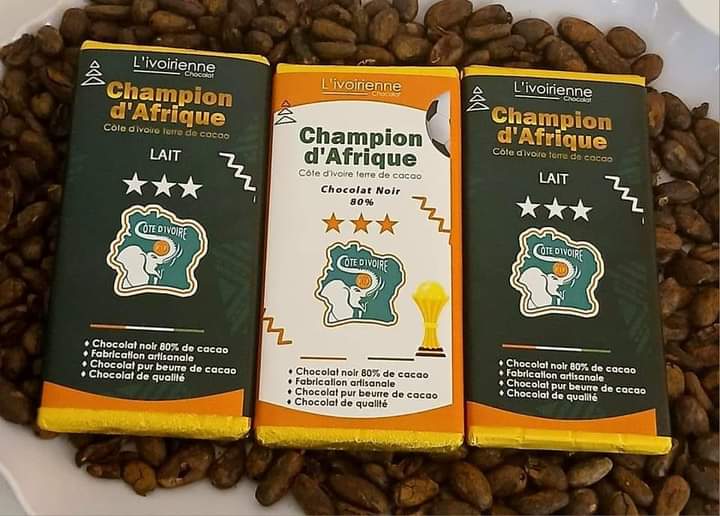 L'ivoirienne
Chocolat
Champion
d'Afrique
Côte d'ivoire terre de cacao
LAIT
CÔTE D'IVOIRE
Chocolat noir 80% de cacao
Fabrication artisanale
Chocolat pur beurre de cacao
Chocolat de qualité
L'ivoirienne
Chocolat
Champion
d'Afrique
Côte d'ivoire terre de cacao
Chocolat Noir
80%
CÔTE D'IVOIRE
Chocolat noir 80% de cacao
Fabrication artisanale
Chocolat pur beurre de cacao
Chocolat de qualité
L'ivoirienne
Chocolat
Champion
d'Afrique
Côte d'ivoire terre de cacao
LAIT
CÔTE D'IVOIRE
Chocolat noir 80% de cacao
Fabrication artisanale
Chocolat pur beurre de cacao
Chocolat de qualité